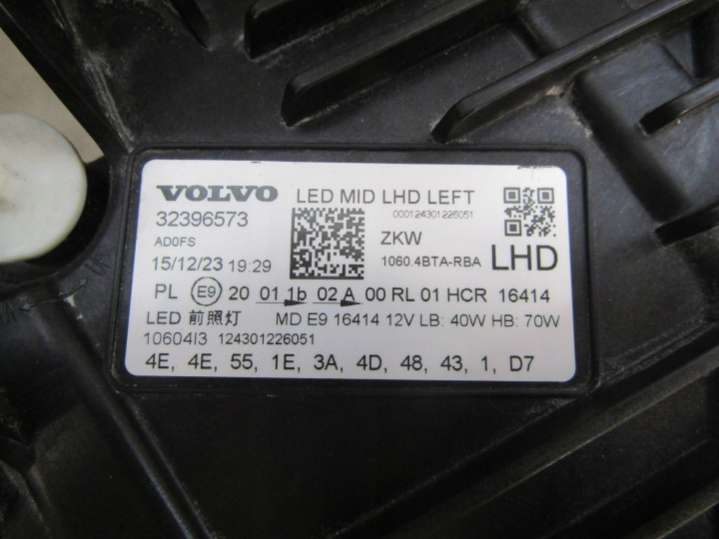 VOLVO LED MID LHD LEFT
32396573 000124301226051
AD0FS ZKW
15/12/23 19:29 1060.4BTA-RBA LHD
PL E9 20 01 1b 02 A 00 RL 01 HCR 16414
LED 前照灯 MD E9 16414 12V LB: 40W HB: 70W
10604I3 124301226051
4E, 4E, 55, 1E, 3A, 4D, 48, 43, 1, D7